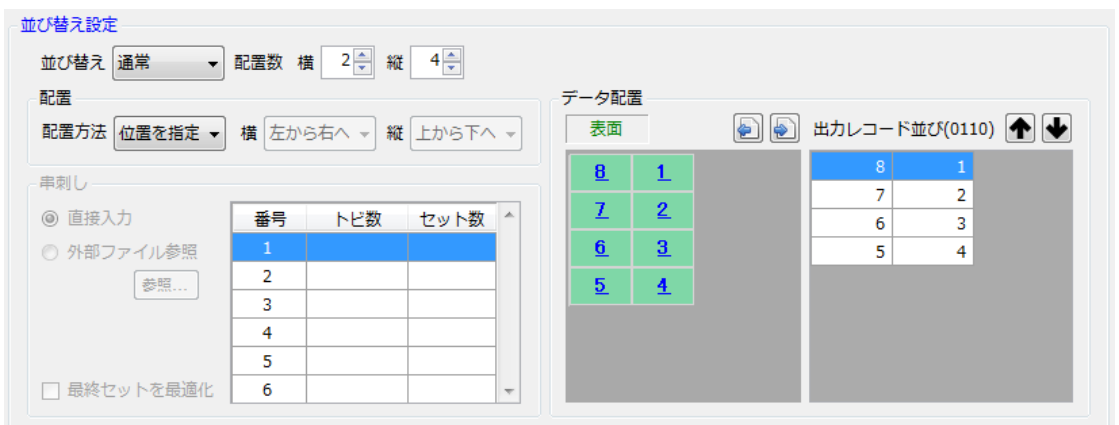 並び替え設定
並び替え 通常 配置数 横 2 縦 4
配置
配置方法 位置を指定 横 左から右へ 縦 上から下へ
串刺し
直接入力
外部ファイル参照
参照...
最終セットを最適化
番号 トビ数 セット数
1
2
3
4
5
6
データ配置
表面 出力レコード並び(0110)
8 1
7 2
6 3
5 4
8 1
7 2
6 3
5 4